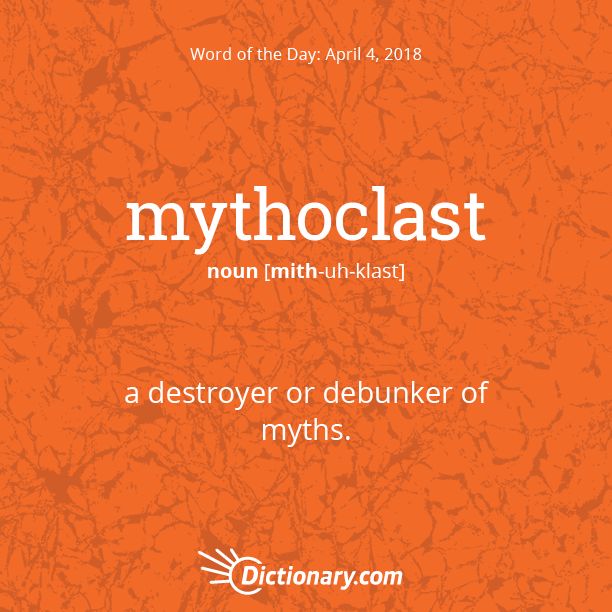 Word of the Day: April 4, 2018
mythoclast
noun [mith-uh-klast]
a destroyer or debunker of
myths.
Dictionary.com